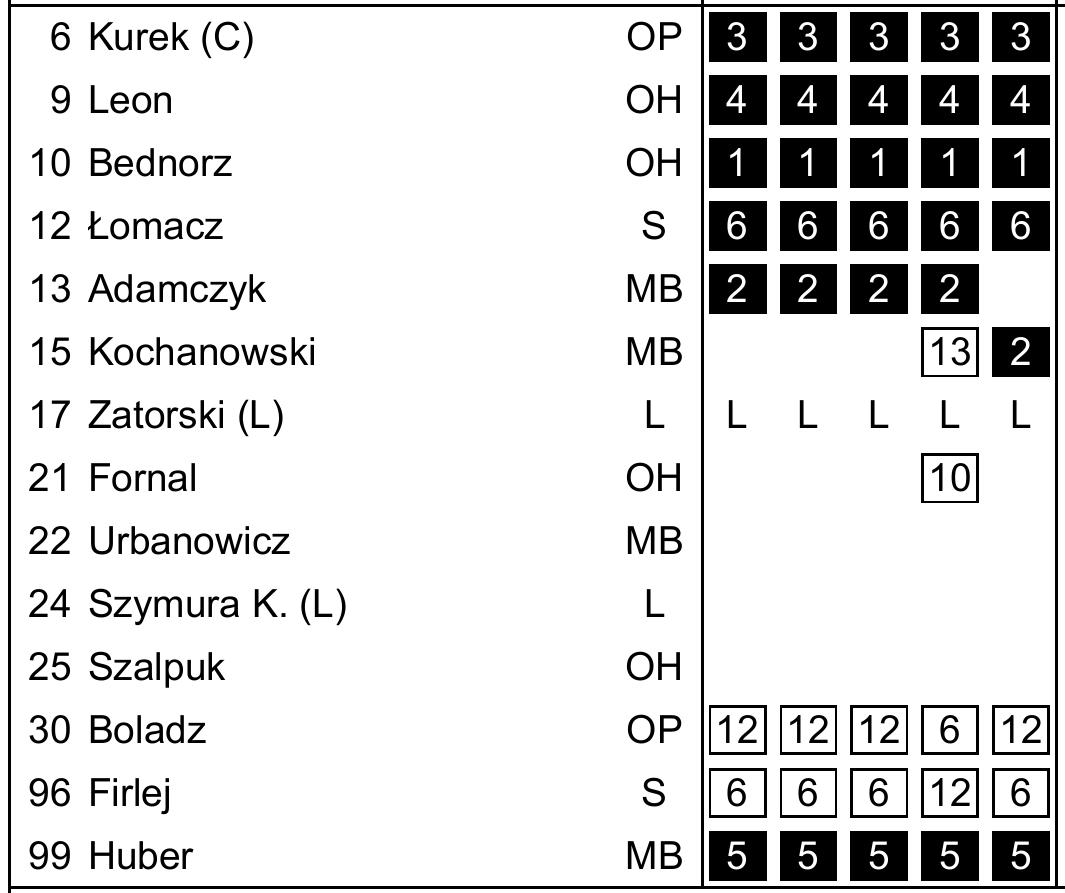 6 Kurek (C) OP 3 3 3 3 3
9 Leon OH 4 4 4 4 4
10 Bednorz OH 1 1 1 1 1
12 Łomacz S 6 6 6 6 6
13 Adamczyk MB 2 2 2 2
15 Kochanowski MB 13 2
17 Zatorski (L) L L L L L L
21 Fornal OH 10
22 Urbanowicz MB
24 Szymura K. (L) L
25 Szalpuk OH
30 Boladz OP 12 12 12 6 12
96 Firlej S 6 6 6 12 6
99 Huber MB 5 5 5 5 5